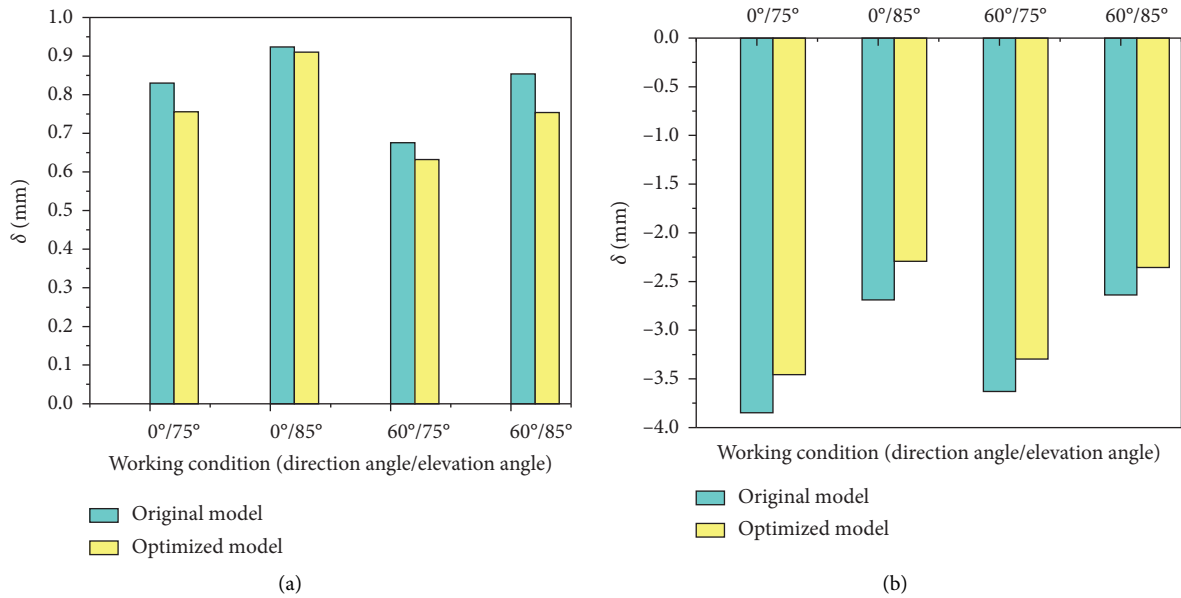 1.0
0.9
0.8
0.7
0.6
0.5
0.4
0.3
0.2
0.1
0.0
δ (mm)
0°/75° 0°/85° 60°/75° 60°/85°
Working condition (direction angle/elevation angle)
Original model
Optimized model
(a)
0°/75° 0°/85° 60°/75° 60°/85°
0.0
−0.5
−1.0
−1.5
−2.0
−2.5
−3.0
−3.5
−4.0
δ (mm)
Working condition (direction angle/elevation angle)
Original model
Optimized model
(b)